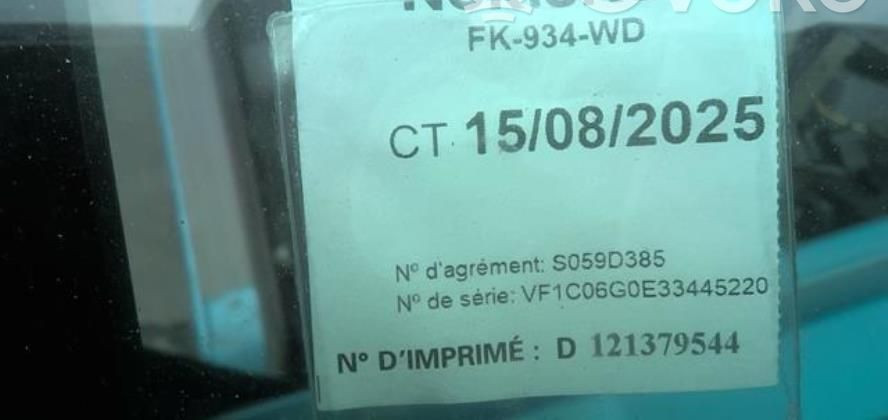 FK-934-WD
CT 15/08/2025
N° d'agrément: S059D385
N° de série: VF1C06G0E33445220
N° D'IMPRIMÉ : D 121379544